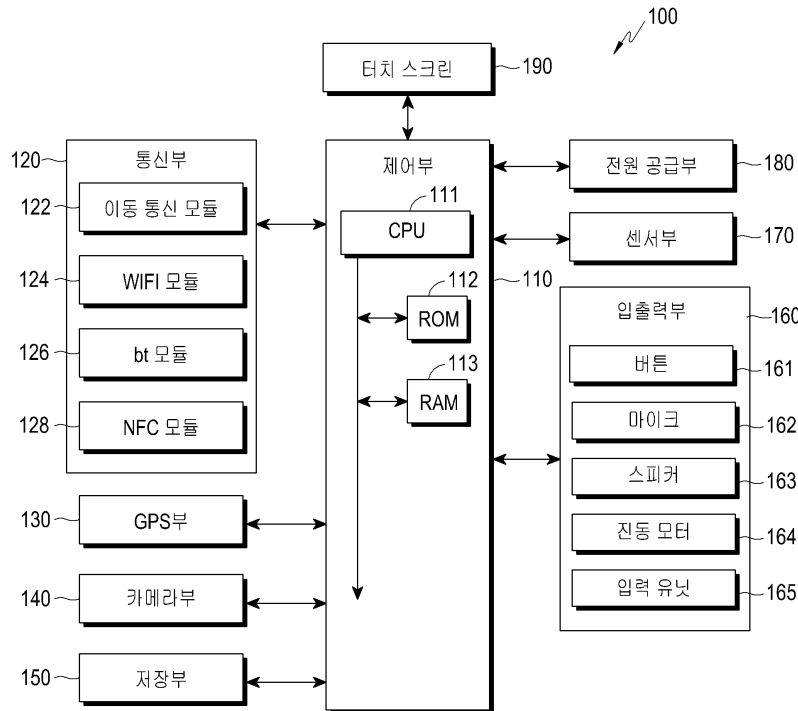 100
터치 스크린
190
120
통신부
122
이동 통신 모듈
124
WIFI 모듈
126
bt 모듈
128
NFC 모듈
130
GPS부
140
카메라부
150
저장부
제어부
111
CPU
112
ROM
113
RAM
110
전원 공급부
180
센서부
170
입출력부
160
버튼
161
마이크
162
스피커
163
진동 모터
164
입력 유닛
165